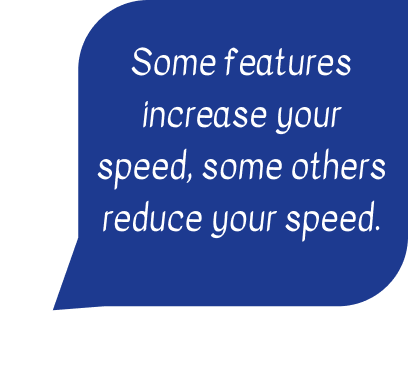 Some features
increase your
speed, some others
reduce your speed.